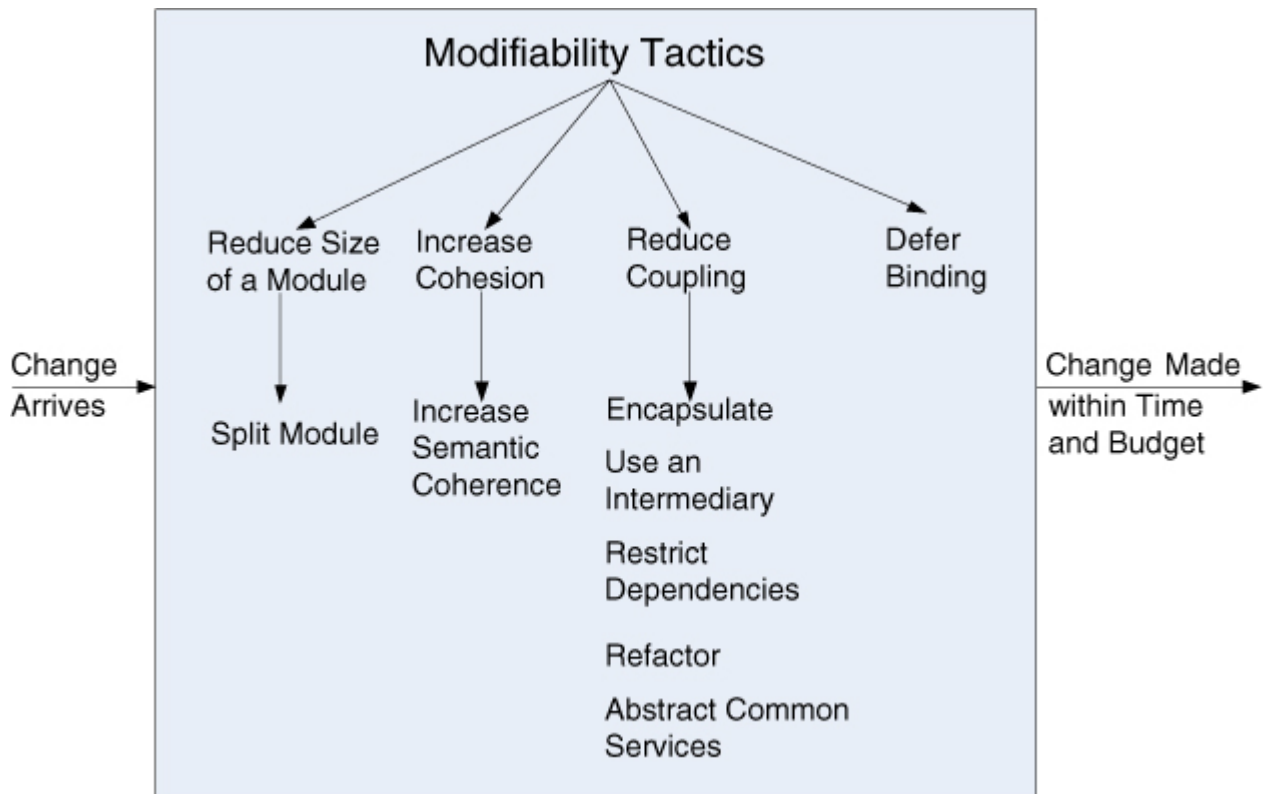 Modifiability Tactics
Reduce Size
of a Module
Increase
Cohesion
Reduce
Coupling
Defer
Binding
Change
Arrives
Split Module
Increase
Semantic
Coherence
Encapsulate
Use an
Intermediary
Restrict
Dependencies
Refactor
Abstract Common
Services
Change Made
within Time
and Budget